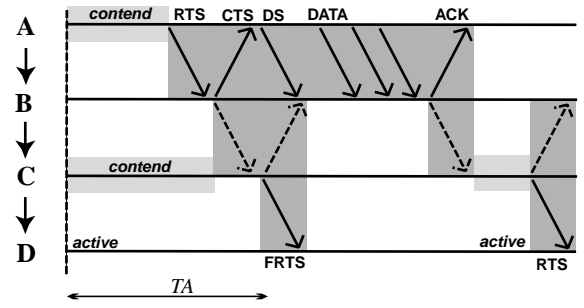 A contend RTS CTS DS DATA ACK
B
C contend
D active FRTS active RTS
TA